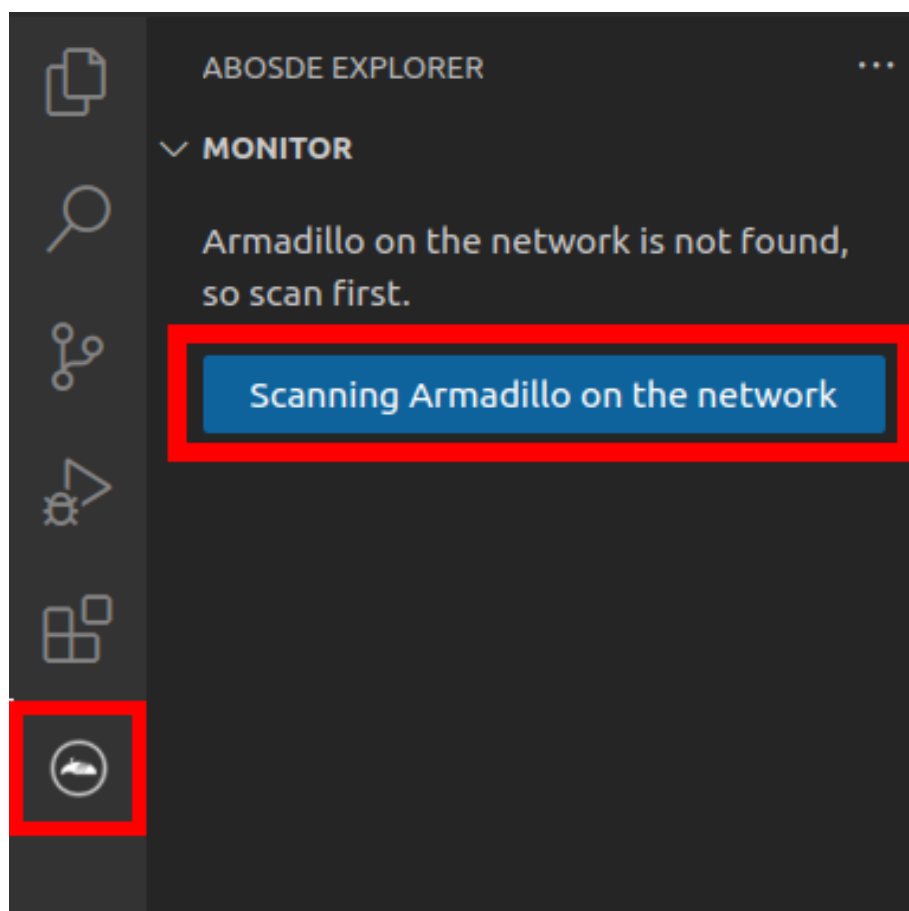 ABOSDE EXPLORER
MONITOR
Armadillo on the network is not found,
so scan first.
Scanning Armadillo on the network